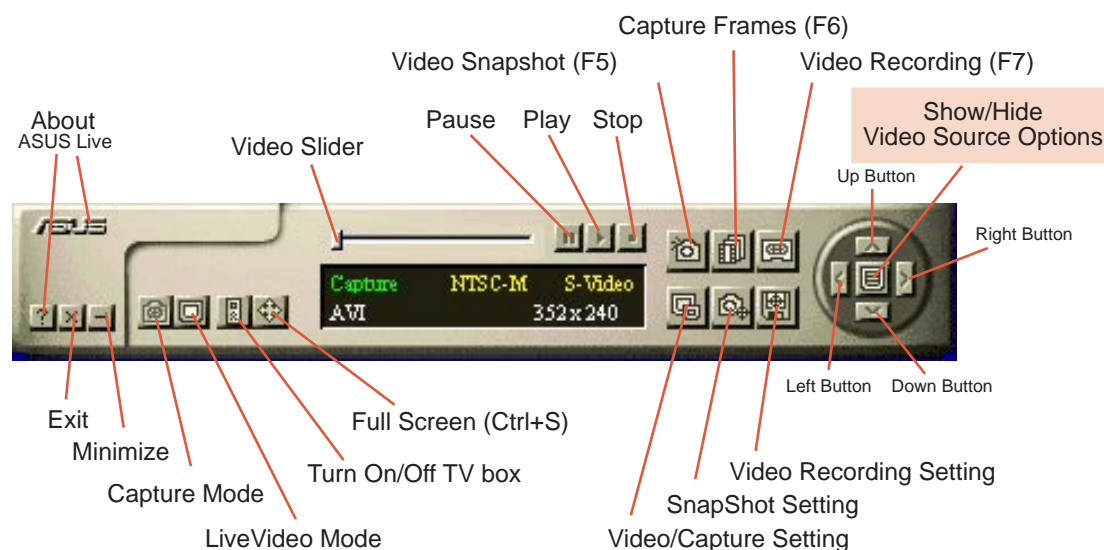 Capture Frames (F6)
Video Snapshot (F5)
Video Recording (F7)
Show/Hide
Video Source Options
About
ASUS Live
Pause
Play
Stop
Video Slider
Up Button
ASUS
Right Button
Capture NTSC-M S-Video
AVI 352x240
?
Left Button
Down Button
Exit
Full Screen (Ctrl+S)
Minimize
Turn On/Off TV box
Video Recording Setting
Capture Mode
SnapShot Setting
LiveVideo Mode
Video/Capture Setting